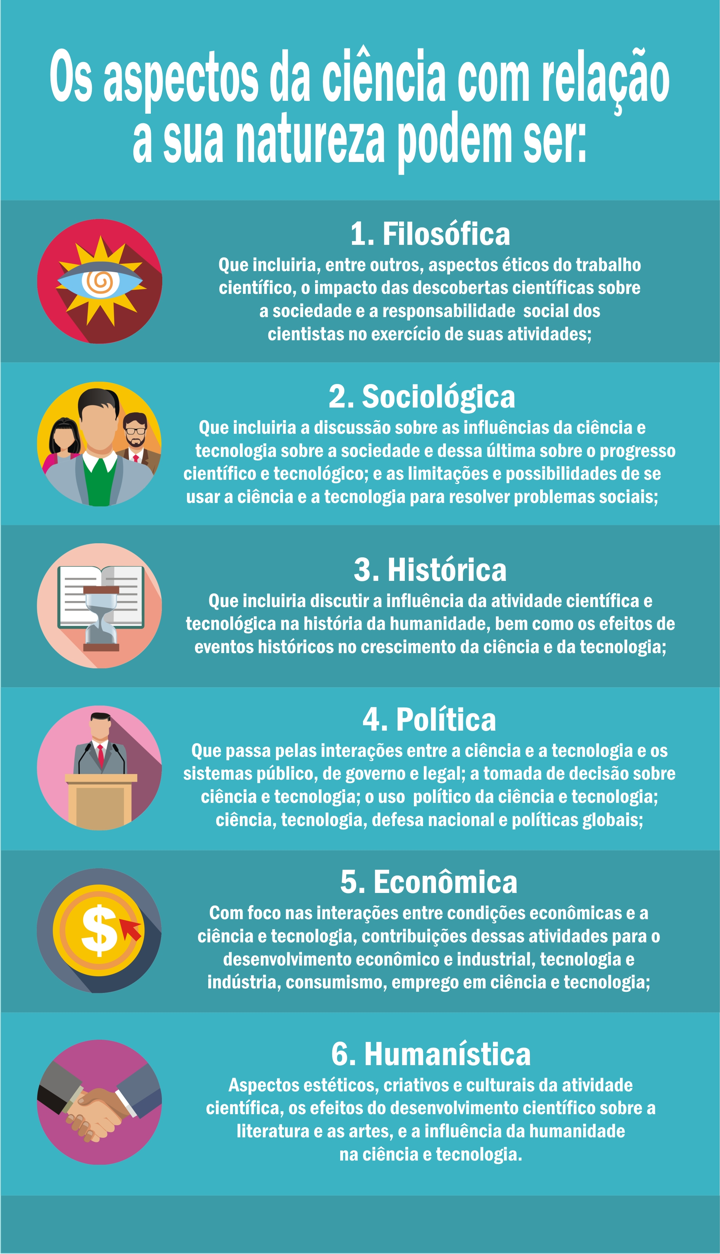 Os aspectos da ciência com relação
a sua natureza podem ser:
1. Filosófica
Que incluiria, entre outros, aspectos éticos do trabalho
científico, o impacto das descobertas científicas sobre
a sociedade e a responsabilidade social dos
cientistas no exercício de suas atividades;
2. Sociológica
Que incluiria a discussão sobre as influências da ciência e
tecnologia sobre a sociedade e dessa última sobre o progresso
científico e tecnológico; e as limitações e possibilidades de se
usar a ciência e a tecnologia para resolver problemas sociais;
3. Histórica
Que incluiria discutir a influência da atividade científica e
tecnológica na história da humanidade, bem como os efeitos de
eventos históricos no crescimento da ciência e da tecnologia;
4. Política
Que passa pelas interações entre a ciência e a tecnologia e os
sistemas público, de governo e legal; a tomada de decisão sobre
ciência e tecnologia; o uso político da ciência e tecnologia;
ciência, tecnologia, defesa nacional e políticas globais;
5. Econômica
Com foco nas interações entre condições econômicas e a
ciência e tecnologia, contribuições dessas atividades para o
desenvolvimento econômico e industrial, tecnologia e
indústria, consumismo, emprego em ciência e tecnologia;
$
6. Humanística
Aspectos estéticos, criativos e culturais da atividade
científica, os efeitos do desenvolvimento científico sobre a
literatura e as artes, e a influência da humanidade
na ciência e tecnologia.